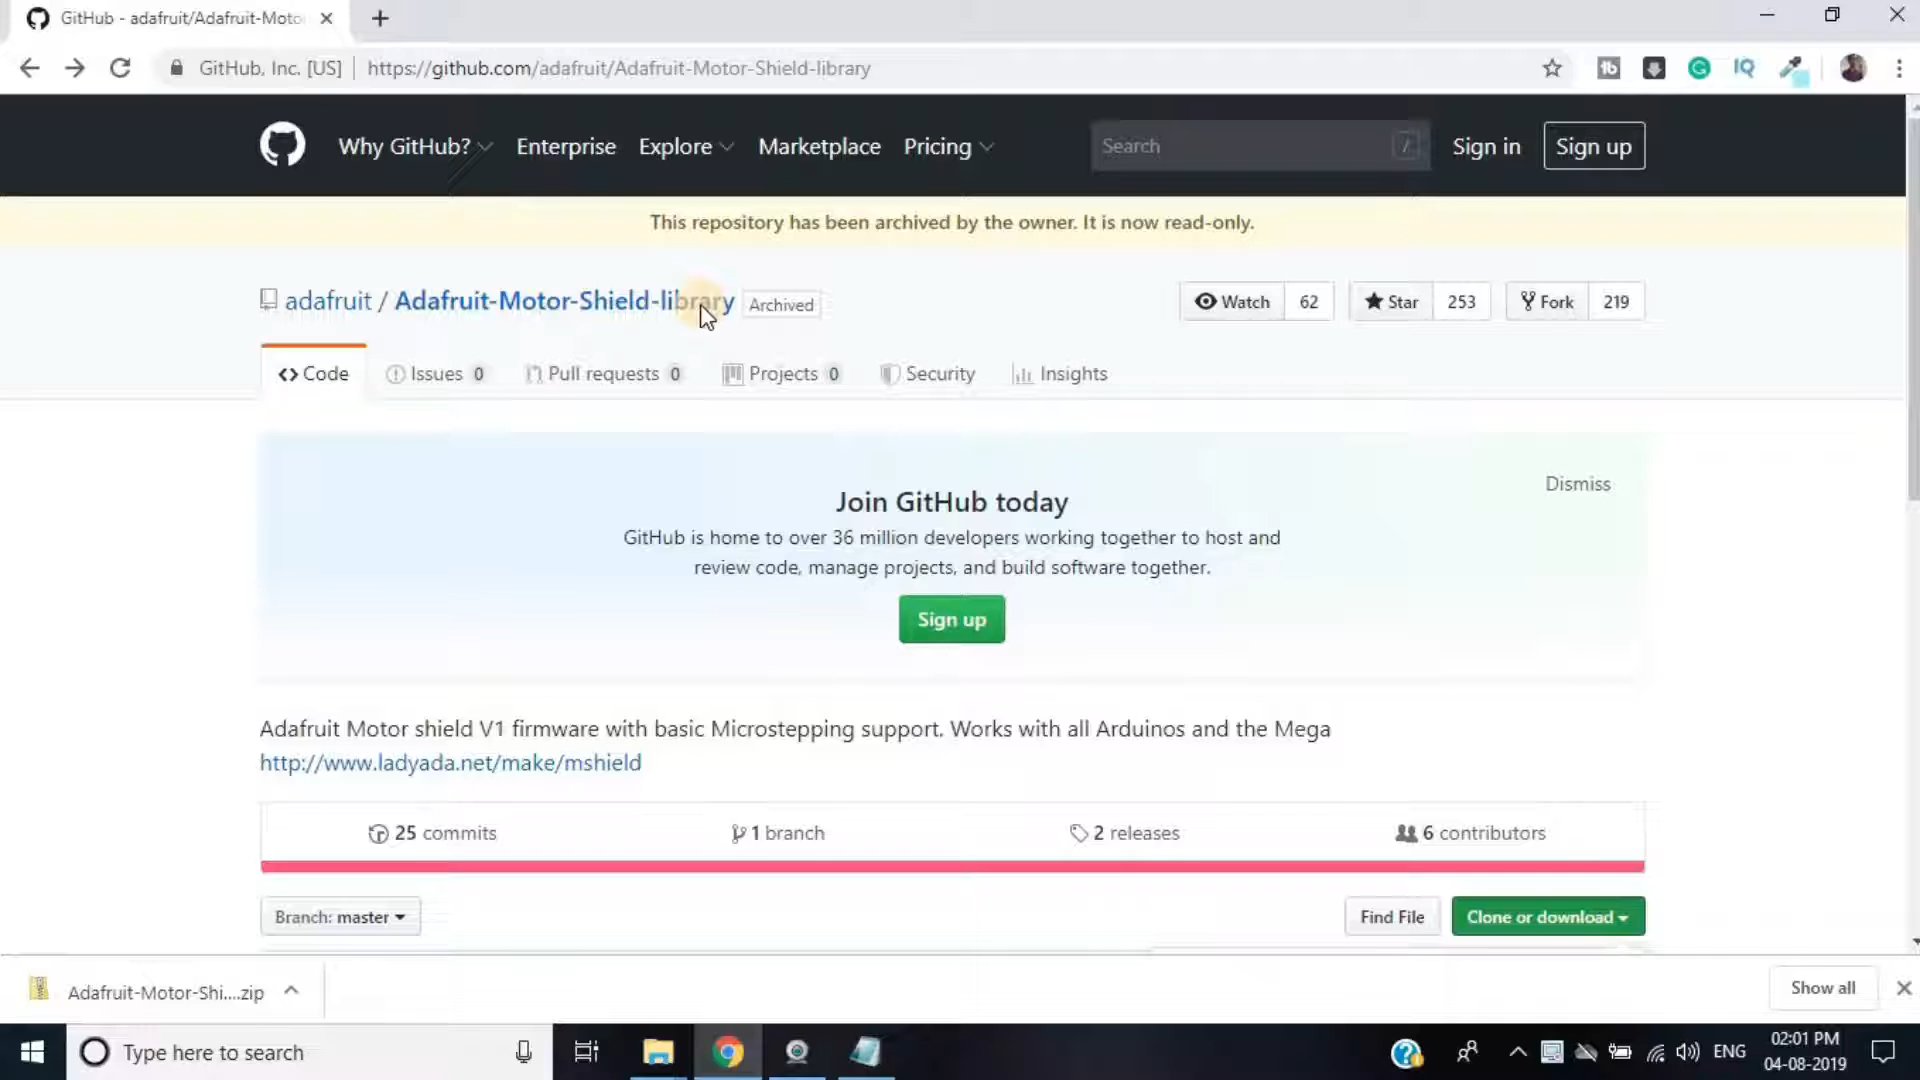 GitHub - adafruit/Adafruit-Moto
GitHub, Inc. [US] https://github.com/adafruit/Adafruit-Motor-Shield-library
Why GitHub? Enterprise Explore Marketplace Pricing Search / Sign in Sign up
This repository has been archived by the owner. It is now read-only.
adafruit / Adafruit-Motor-Shield-library Archived Watch 62 Star 253 Fork 219
Code Issues 0 Pull requests 0 Projects 0 Security Insights
Dismiss
Join GitHub today
GitHub is home to over 36 million developers working together to host and
review code, manage projects, and build software together.
Sign up
Adafruit Motor shield V1 firmware with basic Microstepping support. Works with all Arduinos and the Mega
http://www.ladyada.net/make/mshield
25 commits 1 branch 2 releases 6 contributors
Branch: master Find File Clone or download
Adafruit-Motor-Shi....zip Show all
Type here to search ENG 02:01 PM
04-08-2019